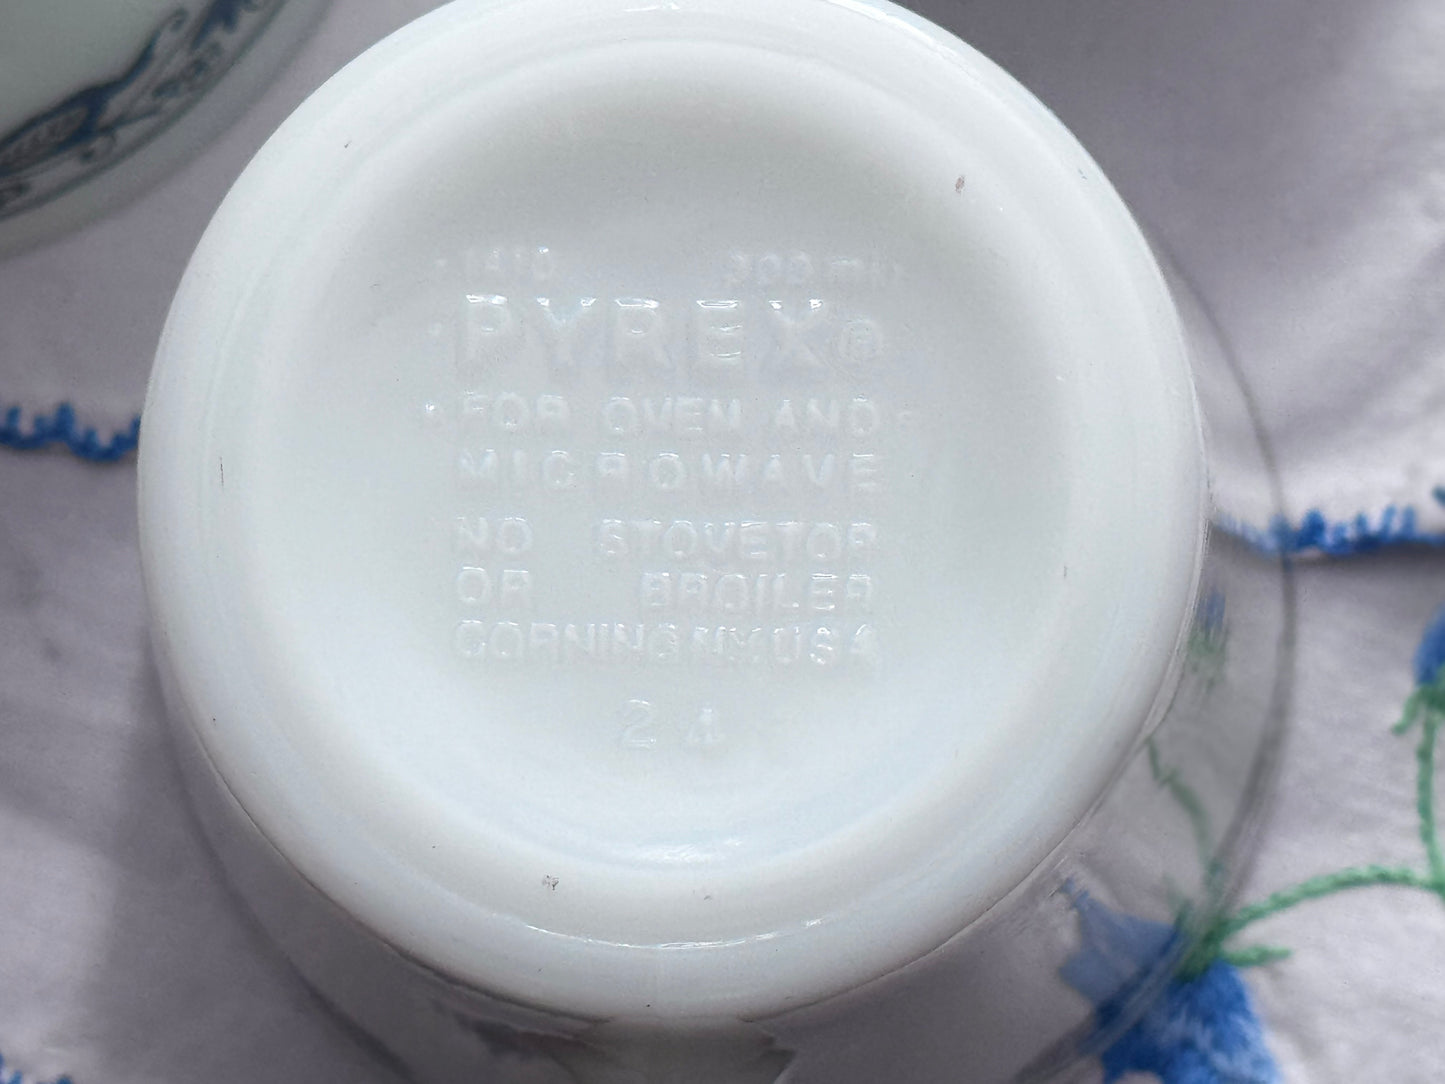 1410 300 ml
PYREX®
FOR OVEN AND
MICROWAVE
NO STOVETOP
OR BROILER
CORNING NY. USA
24